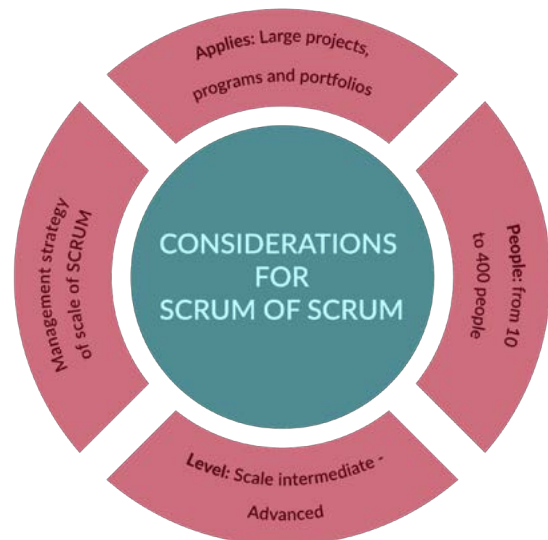 Applies: Large projects,
programs and portfolios
People: from 10
to 400 people
Level: Scale intermediate -
Advanced
Management strategy
of scale of SCRUM
CONSIDERATIONS
FOR
SCRUM OF SCRUM